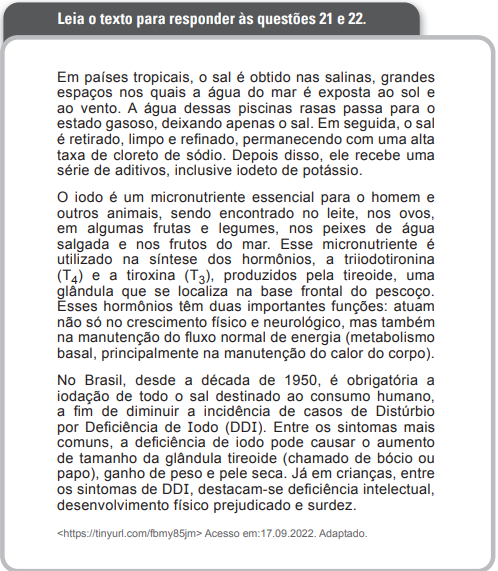 Leia o texto para responder às questões 21 e 22.
Em países tropicais, o sal é obtido nas salinas, grandes
espaços nos quais a água do mar é exposta ao sol e
ao vento. A água dessas piscinas rasas passa para o
estado gasoso, deixando apenas o sal. Em seguida, o sal
é retirado, limpo e refinado, permanecendo com uma alta
taxa de cloreto de sódio. Depois disso, ele recebe uma
série de aditivos, inclusive iodeto de potássio.
O iodo é um micronutriente essencial para o homem e
outros animais, sendo encontrado no leite, nos ovos,
em algumas frutas e legumes, nos peixes de água
salgada e nos frutos do mar. Esse micronutriente é
utilizado na síntese dos hormônios, a triiodotironina
(T4) e a tiroxina (T3), produzidos pela tireoide, uma
glândula que se localiza na base frontal do pescoço.
Esses hormônios têm duas importantes funções: atuam
não só no crescimento físico e neurológico, mas também
na manutenção do fluxo normal de energia (metabolismo
basal, principalmente na manutenção do calor do corpo).
No Brasil, desde a década de 1950, é obrigatória a
iodação de todo o sal destinado ao consumo humano,
a fim de diminuir a incidência de casos de Distúrbio
por Deficiência de Iodo (DDI). Entre os sintomas mais
comuns, a deficiência de iodo pode causar o aumento
de tamanho da glândula tireoide (chamado de bócio ou
papo), ganho de peso e pele seca. Já em crianças, entre
os sintomas de DDI, destacam-se deficiência intelectual,
desenvolvimento físico prejudicado e surdez.
<https://tinyurl.com/fbmy85jm> Acesso em:17.09.2022. Adaptado.